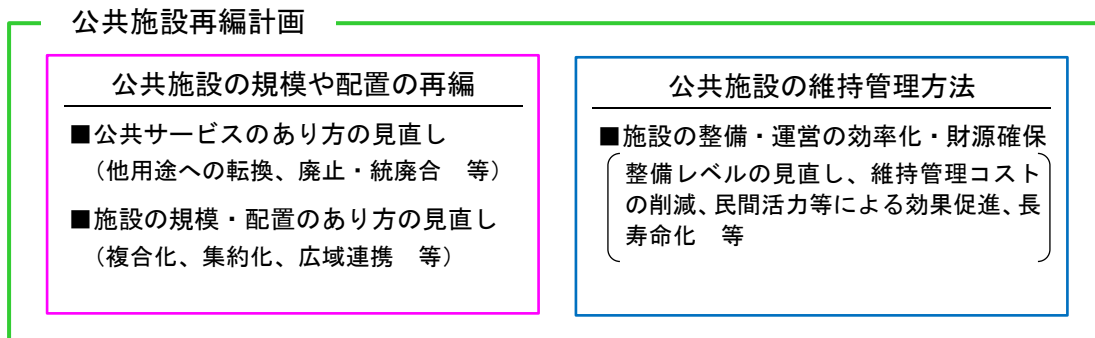 公共施設再編計画
公共施設の規模や配置の再編
■公共サービスのあり方の見直し
（他用途への転換、廃止・統廃合　等）
■施設の規模・配置のあり方の見直し
（複合化、集約化、広域連携　等）
公共施設の維持管理方法
■施設の整備・運営の効率化・財源確保
整備レベルの見直し、維持管理コスト
の削減、民間活力等による効果促進、長
寿命化　等